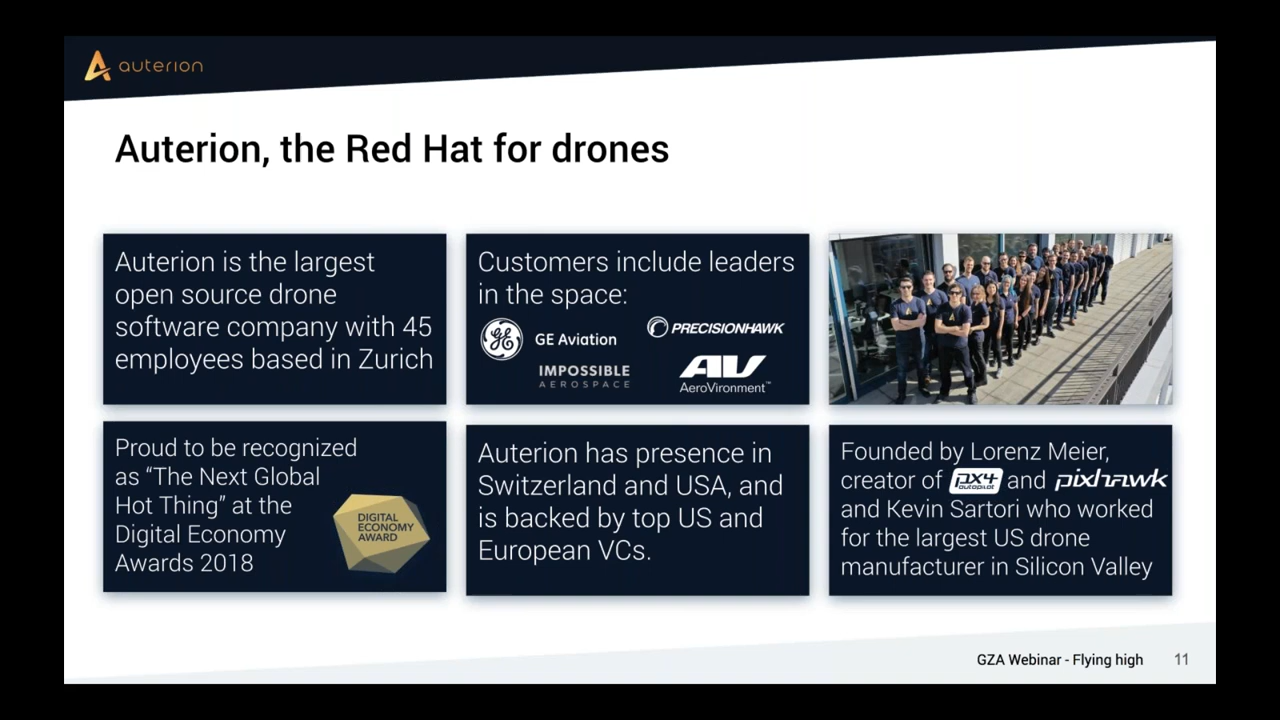 auterion
Auterion, the Red Hat for drones
Auterion is the largest
open source drone
software company with 45
employees based in Zurich
Customers include leaders
in the space:
GE Aviation
PRECISIONHAWK
IMPOSSIBLE
AEROSPACE
AV
AeroVironment™
Proud to be recognized
as “The Next Global
Hot Thing” at the
Digital Economy
Awards 2018
DIGITAL
ECONOMY
AWARD
Auterion has presence in
Switzerland and USA, and
is backed by top US and
European VCs.
Founded by Lorenz Meier,
creator of px4 autopilot and pixhawk
and Kevin Sartori who worked
for the largest US drone
manufacturer in Silicon Valley
GZA Webinar - Flying high 11